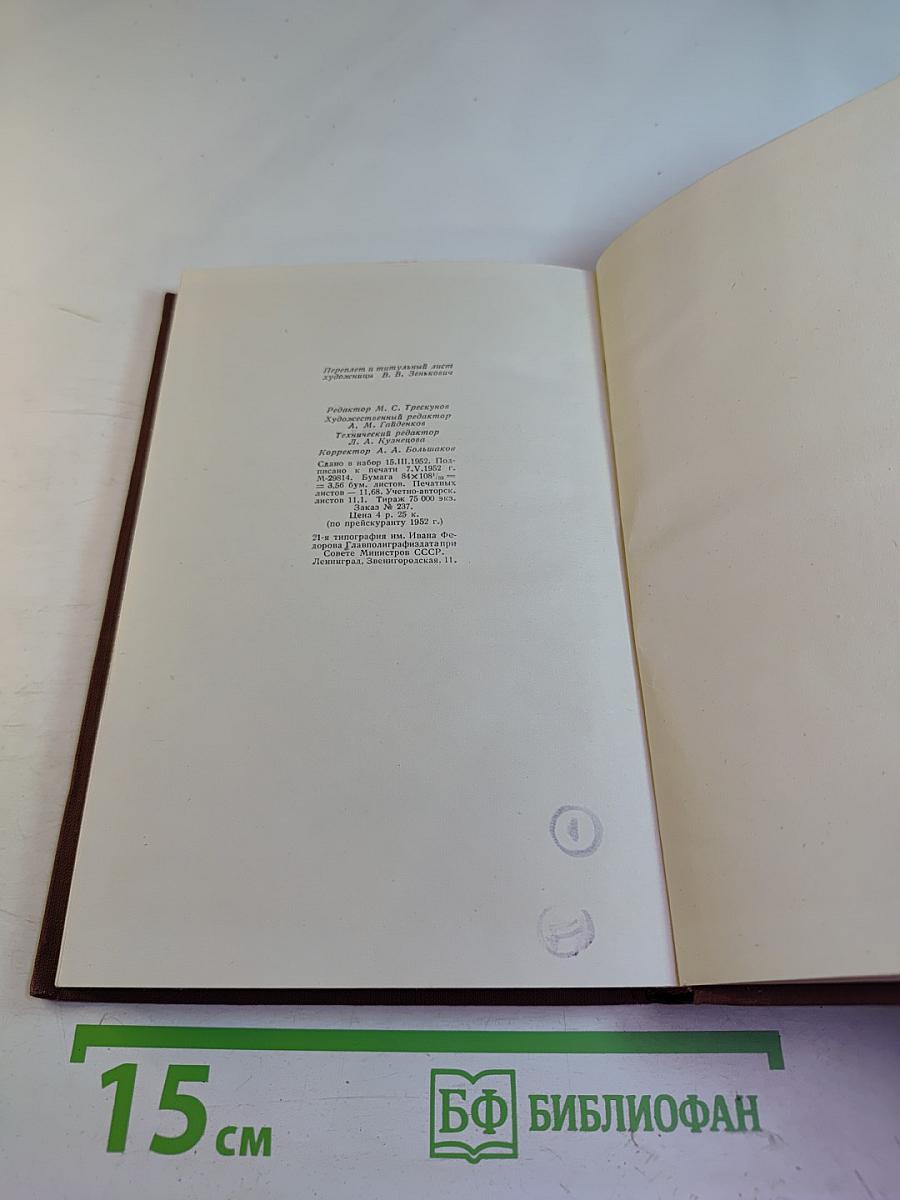 Переплет и титульный лист
художницы В. В. Зенькович
Редактор М. С. Трескунов
Художественный редактор
А. М. Гайденков
Технический редактор
Л. А. Кузнецова
Корректор А. А. Большаков
Сдано в набор 15.III.1952. Под-
писано к печати 7.V.1952 г.
М-29814. Бумага 84×108¹/₃₂ =
= 3,56 бум. листов. Печатных
листов — 11,68. Учетно-авторск.
листов 11,1. Тираж 75 000 экз.
Заказ № 237.
Цена 4 р. 25 к.
(по прейскуранту 1952 г.)
21-я типография им. Ивана Фе-
дорова Главполиграфиздата при
Совете Министров СССР.
Ленинград, Звенигородская, 11.
15 см
БФ БИБЛИОФАН